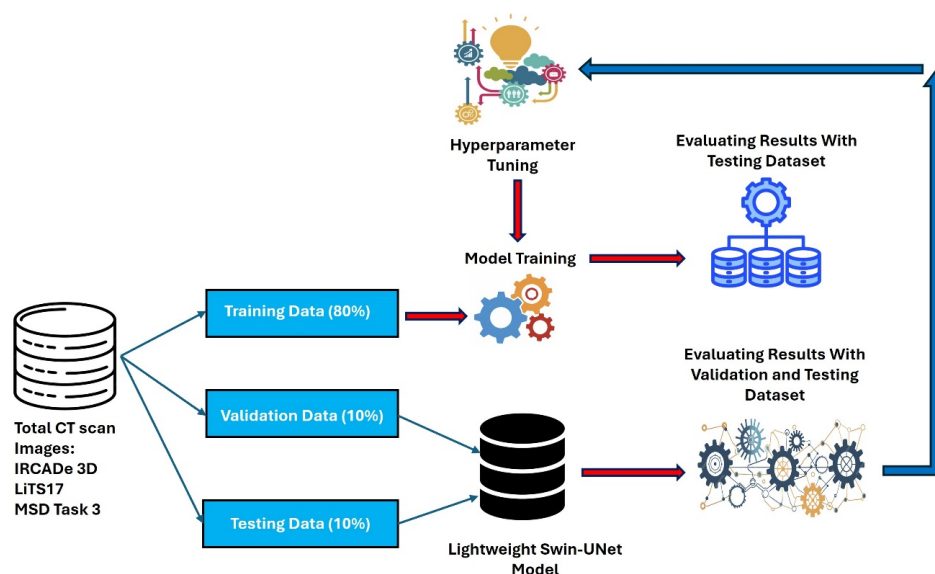 Hyperparameter
Tuning
Evaluating Results With
Testing Dataset
Model Training
Training Data (80%)
Validation Data (10%)
Testing Data (10%)
Total CT scan
Images:
IRCADe 3D
LiTS17
MSD Task 3
Evaluating Results With
Validation and Testing
Dataset
Lightweight Swin-UNet
Model